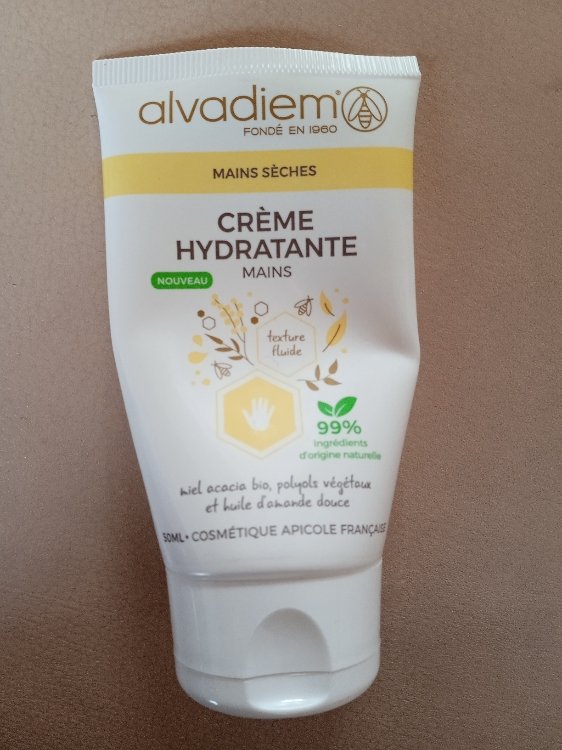 alvadiem®
FONDÉ EN 1960
MAINS SÈCHES
CRÈME
HYDRATANTE
MAINS
NOUVEAU
texture
fluide
99%
ingrédients
d'origine naturelle
miel acacia bio, polyols végétaux
et huile d'amande douce
50ML • COSMÉTIQUE APICOLE FRANÇAISE